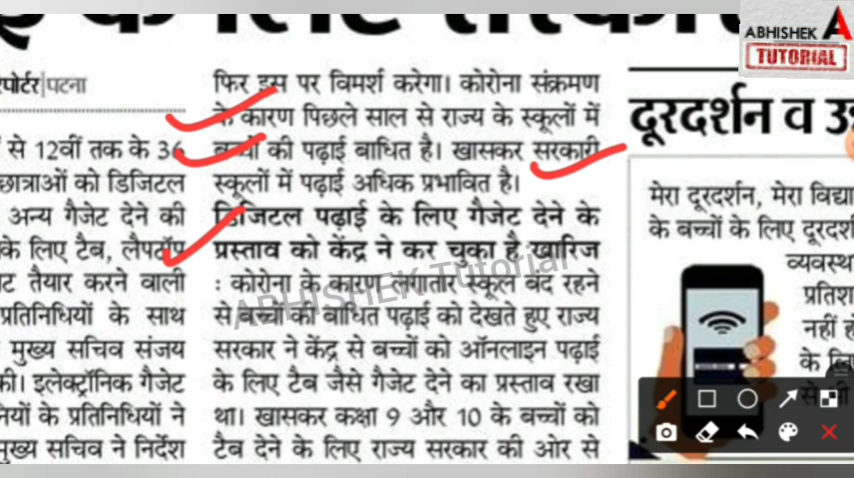 ABHISHEK
TUTORIAL
पोर्टर|पटना
से 12वीं तक के 36
छात्राओं को डिजिटल
अन्य गैजेट देने की
के लिए टैब, लैपटॉप
तैयार करने वाली
प्रतिनिधियों के साथ
मुख्य सचिव संजय
की। इलेक्ट्रॉनिक गैजेट
के प्रतिनिधियों ने
मुख्य सचिव ने निर्देश
फिर इस पर विमर्श करेगा। कोरोना संक्रमण
के कारण पिछले साल से राज्य के स्कूलों में
बच्चों की पढ़ाई बाधित है। खासकर सरकारी
स्कूलों में पढ़ाई अधिक प्रभावित है।
डिजिटल पढ़ाई के लिए गैजेट देने के
प्रस्ताव को केंद्र ने कर चुका है खारिज
: कोरोना के कारण लगातार स्कूल बंद रहने
से बच्चों की बाधित पढ़ाई को देखते हुए राज्य
सरकार ने केंद्र से बच्चों को ऑनलाइन पढ़ाई
के लिए टैब जैसे गैजेट देने का प्रस्ताव रखा
था। खासकर कक्षा 9 और 10 के बच्चों को
टैब देने के लिए राज्य सरकार की ओर से
ABHISHEK Tutorial
दूरदर्शन व
मेरा दूरदर्शन, मेरा विद्या
के बच्चों के लिए दूरदर्श
व्यवस्था
प्रतिश
नहीं
के